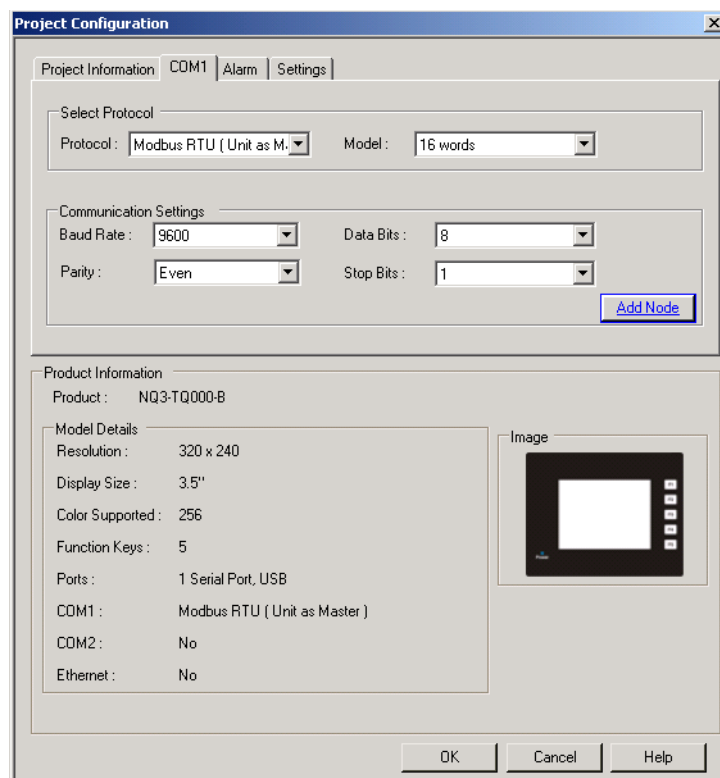 Project Configuration
Project Information COM1 Alarm Settings
Select Protocol
Protocol : Modbus RTU ( Unit as M. Model : 16 words
Communication Settings
Baud Rate : 9600 Data Bits : 8
Parity : Even Stop Bits : 1
Add Node
Product Information
Product : NQ3-TQ000-B
Model Details
Image
Resolution : 320 x 240
Display Size : 3.5"
Color Supported : 256
Function Keys : 5
Ports : 1 Serial Port, USB
COM1 : Modbus RTU ( Unit as Master )
COM2 : No
Ethernet : No
OK Cancel Help